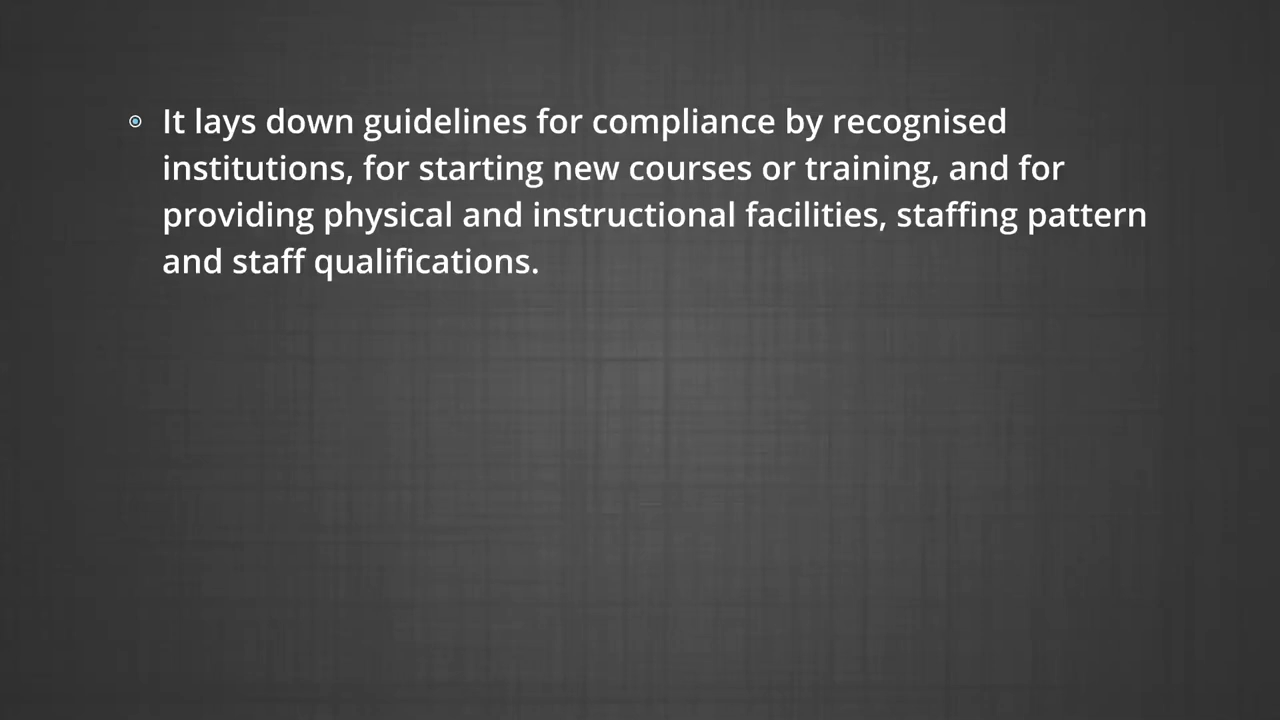 It lays down guidelines for compliance by recognised
institutions, for starting new courses or training, and for
providing physical and instructional facilities, staffing pattern
and staff qualifications.